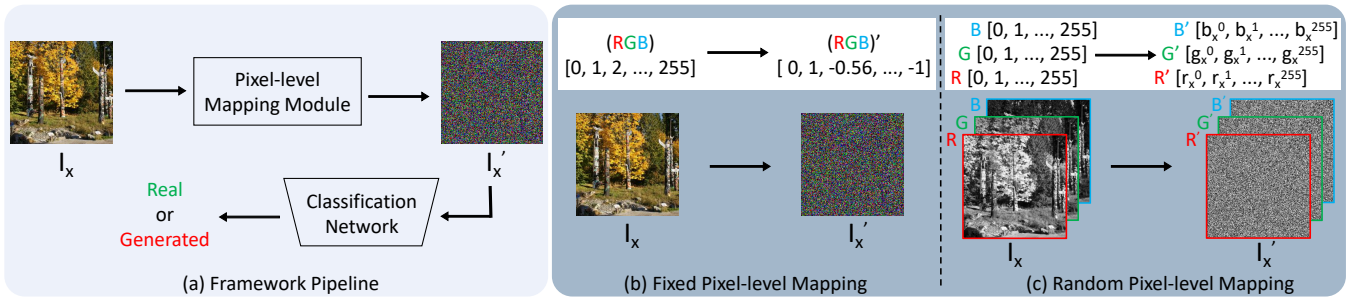 Pixel-level
Mapping Module
I_x
I_x'
Real
or
Generated
Classification
Network
(a) Framework Pipeline
(RGB)
(RGB)'
[0, 1, 2, ..., 255]
[ 0, 1, -0.56, ..., -1]
I_x
I_x'
(b) Fixed Pixel-level Mapping
B [0, 1, ..., 255]
G [0, 1, ..., 255]
R [0, 1, ..., 255]
B' [b_x^0, b_x^1, ..., b_x^255]
G' [g_x^0, g_x^1, ..., g_x^255]
R' [r_x^0, r_x^1, ..., r_x^255]
B
G
R
B'
G'
R'
I_x
I_x'
(c) Random Pixel-level Mapping